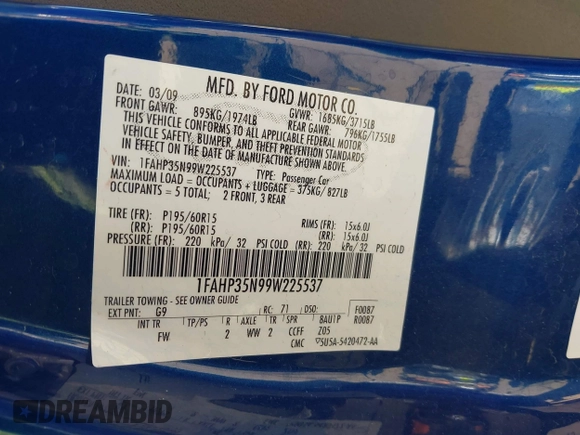 MFD. BY FORD MOTOR CO.
DATE: 03/09 GVWR: 1685KG/3715LB
FRONT GAWR: 895KG/1974LB REAR GAWR: 796KG/1755LB
THIS VEHICLE CONFORMS TO ALL APPLICABLE FEDERAL MOTOR
VEHICLE SAFETY, BUMPER, AND THEFT PREVENTION STANDARDS
IN EFFECT ON THE DATE OF MANUFACTURE SHOWN ABOVE.
VIN: 1FAHP35N99W225537 TYPE: Passenger Car
MAXIMUM LOAD = OCCUPANTS + LUGGAGE = 375KG/ 827LB
OCCUPANTS = 5 TOTAL; 2 FRONT, 3 REAR
TIRE (FR): P195/60R15 RIMS (FR): 15x6.0J
(RR): P195/60R15 (RR): 15x6.0J
PRESSURE (FR): 220 kPa/ 32 PSI COLD (RR): 220 kPa/ 32 PSI COLD
1FAHP35N99W225537
TRAILER TOWING - SEE OWNER GUIDE
EXT PNT: G9 RC: 71 DSO: F0087
INT TR TP/PS R AXLE TR SPR R0087
FW 2 WW 2 CCFF Z05
CMC 5U5A-5420472-AA
DREAMBID